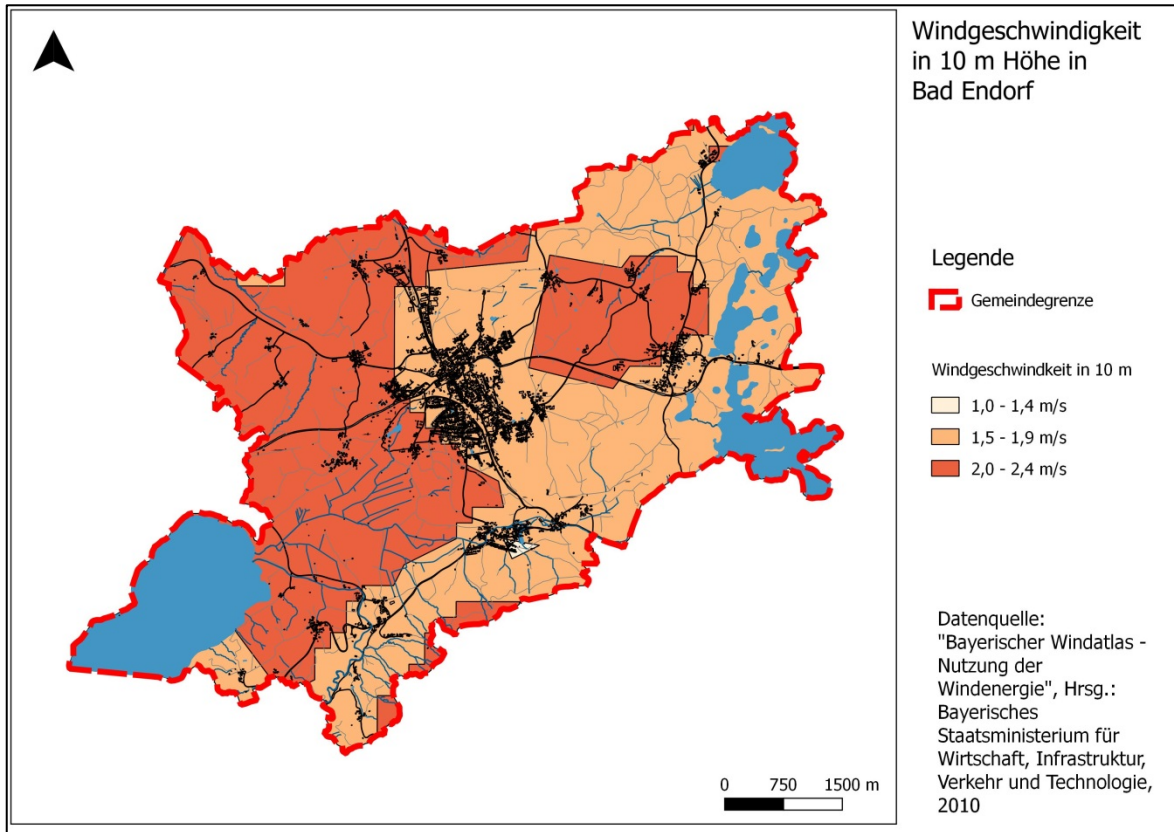 Windgeschwindigkeit
in 10 m Höhe in
Bad Endorf
Legende
Gemeindegrenze
Windgeschwindkeit in 10 m
1,0 - 1,4 m/s
1,5 - 1,9 m/s
2,0 - 2,4 m/s
Datenquelle:
"Bayerischer Windatlas -
Nutzung der
Windenergie", Hrsg.:
Bayerisches
Staatsministerium für
Wirtschaft, Infrastruktur,
Verkehr und Technologie,
2010
0 750 1500 m